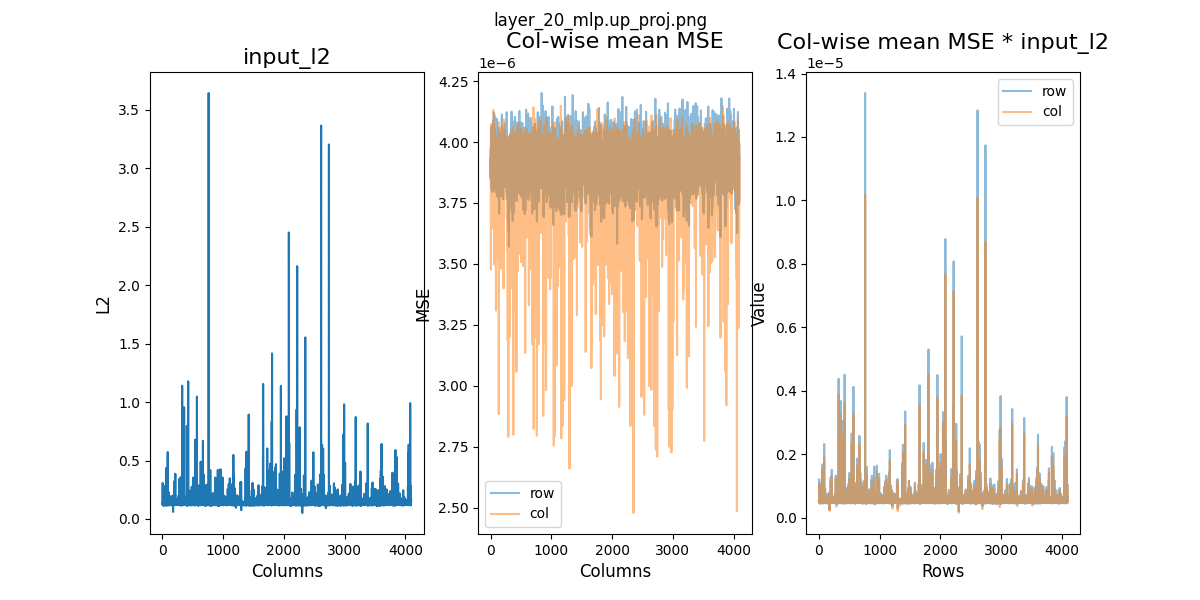 layer_20_mlp.up_proj.png
input_l2
L2
3.5
3.0
2.5
2.0
1.5
1.0
0.5
0.0
0 1000 2000 3000 4000
Columns
Col-wise mean MSE
1e−6
MSE
4.25
4.00
3.75
3.50
3.25
3.00
2.75
2.50
row
col
0 1000 2000 3000 4000
Columns
Col-wise mean MSE * input_l2
1e−5
Value
1.4
1.2
1.0
0.8
0.6
0.4
0.2
0.0
row
col
0 1000 2000 3000 4000
Rows